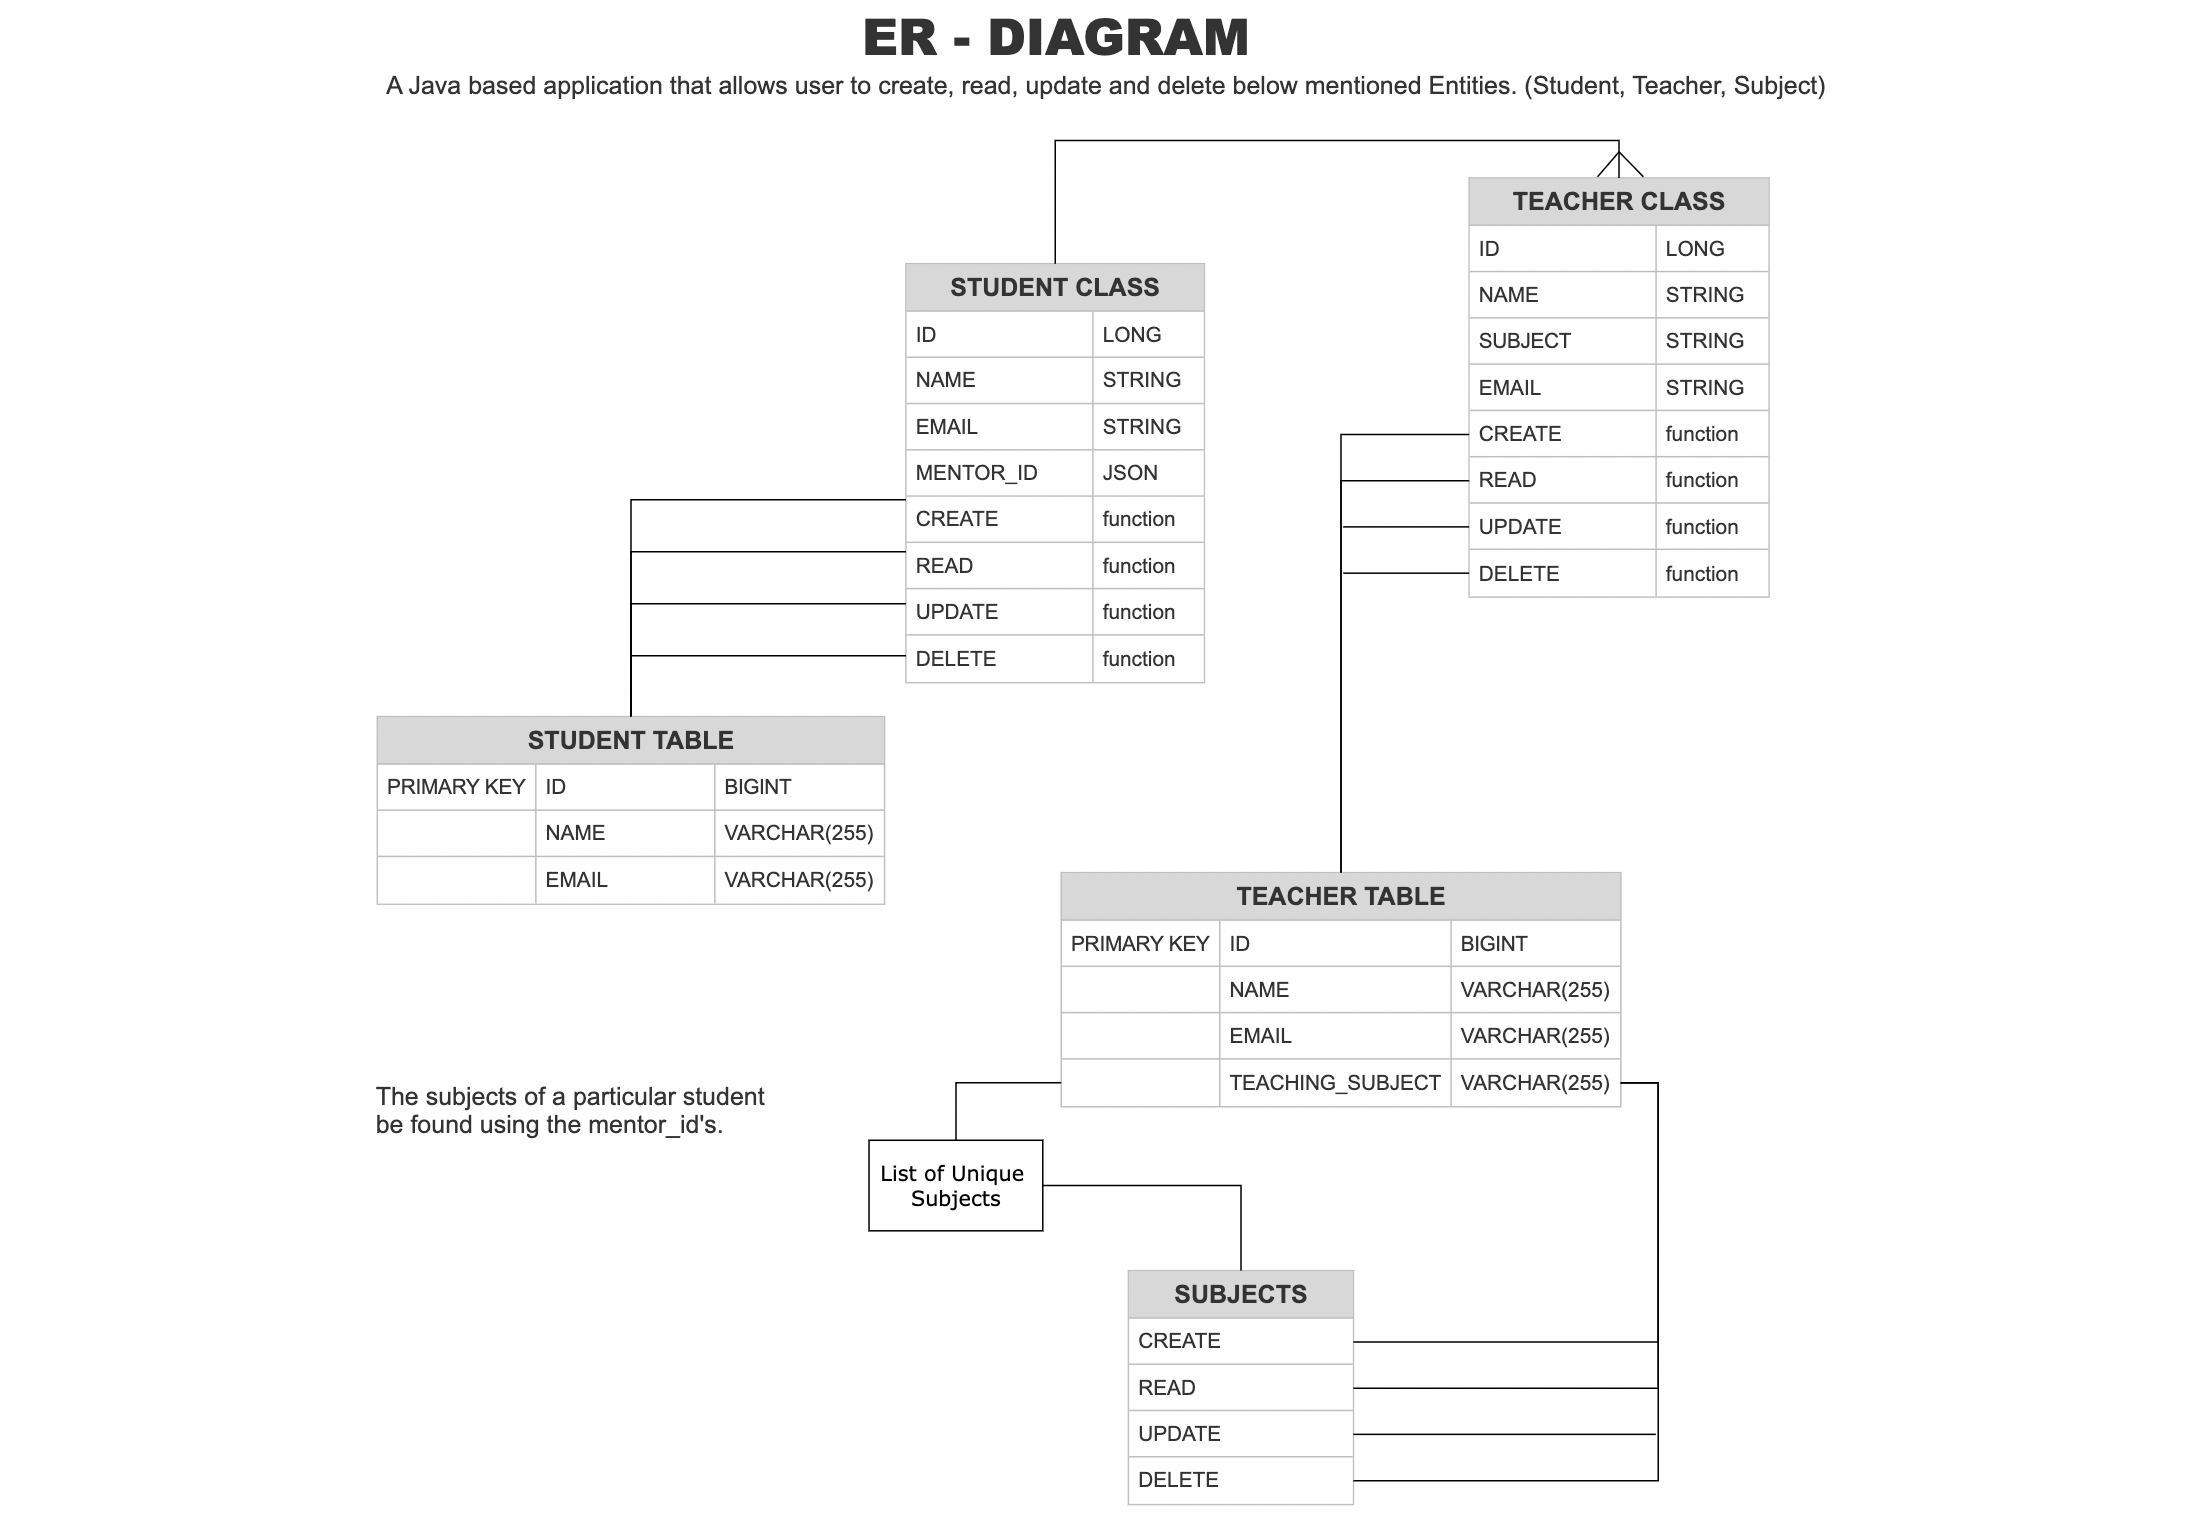 ER - DIAGRAM
A Java based application that allows user to create, read, update and delete below mentioned Entities. (Student, Teacher, Subject)
TEACHER CLASS
ID LONG
NAME STRING
SUBJECT STRING
EMAIL STRING
CREATE function
READ function
UPDATE function
DELETE function
STUDENT CLASS
ID LONG
NAME STRING
EMAIL STRING
MENTOR_ID JSON
CREATE function
READ function
UPDATE function
DELETE function
STUDENT TABLE
PRIMARY KEY ID BIGINT
NAME VARCHAR(255)
EMAIL VARCHAR(255)
TEACHER TABLE
PRIMARY KEY ID BIGINT
NAME VARCHAR(255)
EMAIL VARCHAR(255)
TEACHING_SUBJECT VARCHAR(255)
The subjects of a particular student
be found using the mentor_id's.
List of Unique
Subjects
SUBJECTS
CREATE
READ
UPDATE
DELETE